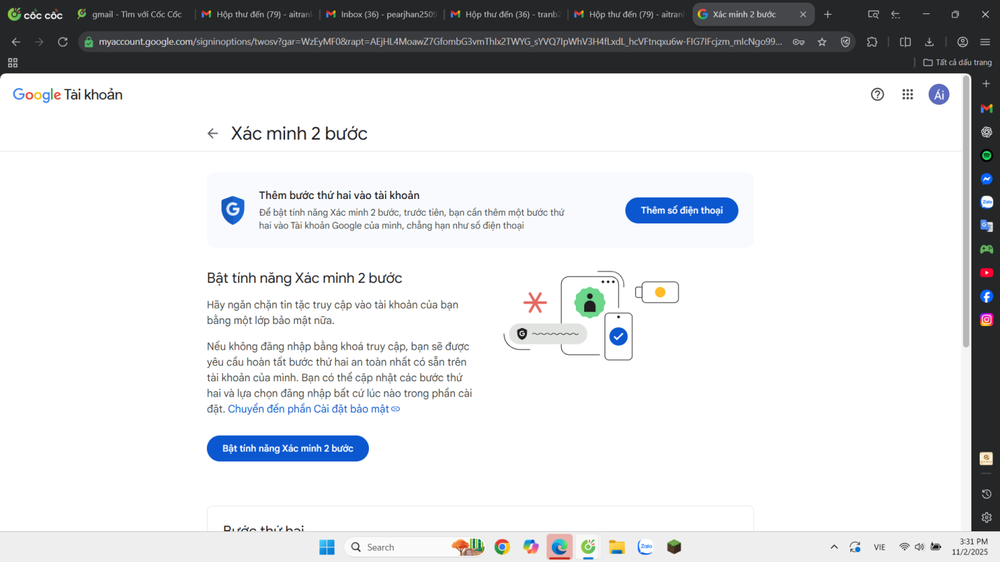 cốc cốc
gmail - Tìm với Cốc Cốc
Hộp thư đến (79) - aitran
Inbox (36) - pearjhan2509
Hộp thư đến (36) - tranb2
Hộp thư đến (79) - aitran
Xác minh 2 bước
myaccount.google.com/signinoptions/twosv?gar=WzEyMF0&rapt=AEjHL4MoawZ7GfombG3vmThIx2TWYG_sYVQ7lpWhV3H4fLxdL_hcVFtnqxu6w-FIG7IFcjzm_mlcNgo99...
Tất cả dấu trang
Google Tài khoản
Ái
Xác minh 2 bước
Thêm bước thứ hai vào tài khoản
Để bật tính năng Xác minh 2 bước, trước tiên, bạn cần thêm một bước thứ
hai vào Tài khoản Google của mình, chẳng hạn như số điện thoại
Thêm số điện thoại
Bật tính năng Xác minh 2 bước
Hãy ngăn chặn tin tặc truy cập vào tài khoản của bạn
bằng một lớp bảo mật nữa.
Nếu không đăng nhập bằng khoá truy cập, bạn sẽ được
yêu cầu hoàn tất bước thứ hai an toàn nhất có sẵn trên
tài khoản của mình. Bạn có thể cập nhật các bước thứ
hai và lựa chọn đăng nhập bất cứ lúc nào trong phần cài
đặt. Chuyển đến phần Cài đặt bảo mật
Bật tính năng Xác minh 2 bước
Bước thứ hai
Search
Zalo
VIE
3:31 PM
11/2/2025